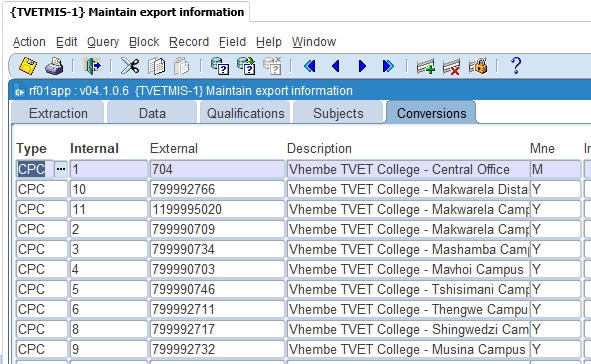 {TVETMIS-1} Maintain export information
Action Edit Query Block Record Field Help Window
rf01app : v04.1.0.6 {TVETMIS-1} Maintain export information
Extraction Data Qualifications Subjects Conversions
Type Internal External Description Mne In
CPC ... 1 704 Vhembe TVET College - Central Office M
CPC 10 799992766 Vhembe TVET College - Makwarela Dista Y
CPC 11 1199995020 Vhembe TVET College - Makwarela Camp Y
CPC 2 799990709 Vhembe TVET College - Makwarela Camp Y
CPC 3 799990734 Vhembe TVET College - Mashamba Camp Y
CPC 4 799990703 Vhembe TVET College - Mavhoi Campus Y
CPC 5 799990746 Vhembe TVET College - Tshisimani Camp Y
CPC 6 799992711 Vhembe TVET College - Thengwe Campu Y
CPC 8 799992717 Vhembe TVET College - Shingwedzi Cam Y
CPC 9 799992732 Vhembe TVET College - Musina Campus Y